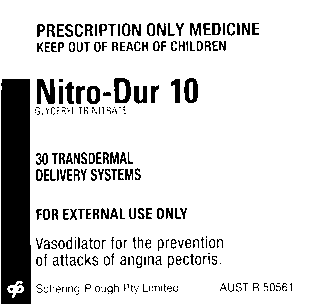 PRESCRIPTION ONLY MEDICINE
KEEP OUT OF REACH OF CHILDREN
Nitro-Dur 10
GLYCERYL TRINITRATE
30 TRANSDERMAL
DELIVERY SYSTEMS
FOR EXTERNAL USE ONLY
Vasodilator for the prevention
of attacks of angina pectoris.
Schering-Plough Pty Limited AUST R 50561